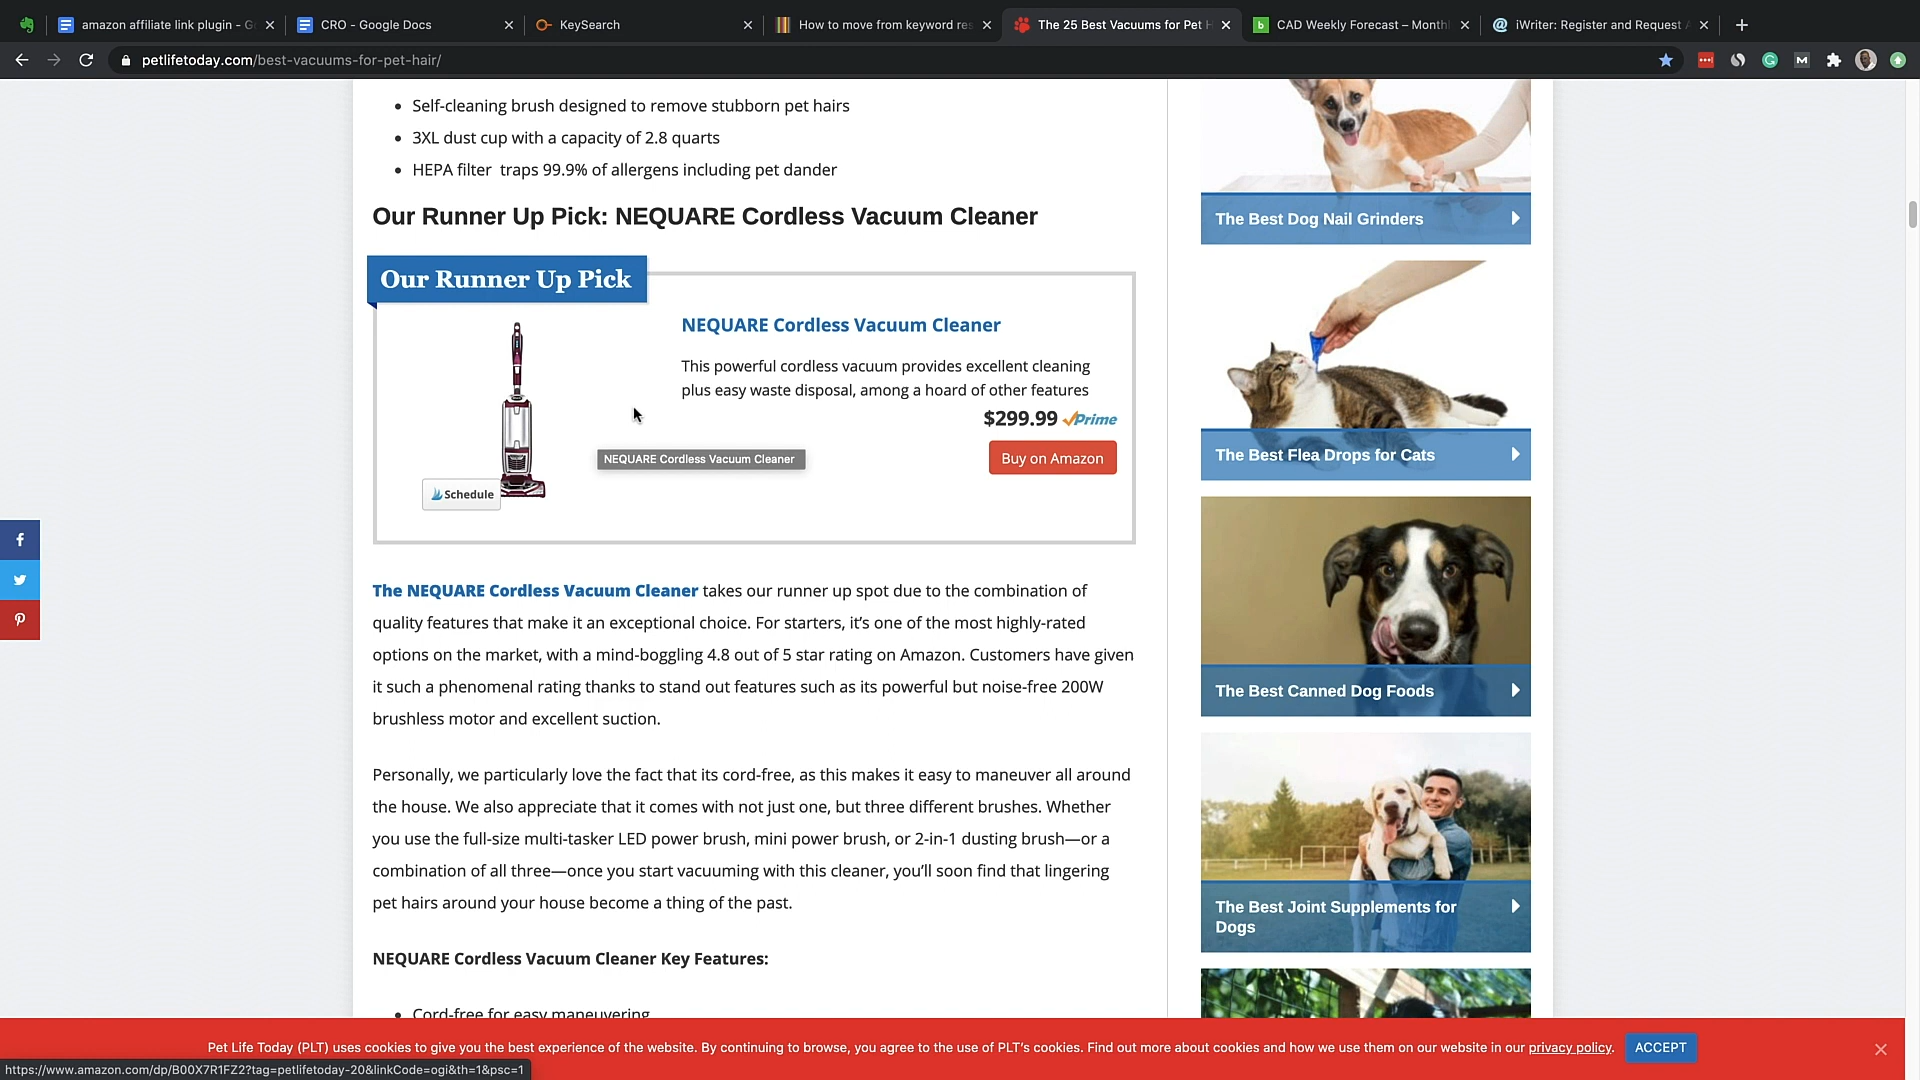 amazon affiliate link plugin - G
CRO - Google Docs
KeySearch
How to move from keyword res
The 25 Best Vacuums for Pet H
CAD Weekly Forecast – Month
iWriter: Register and Request A
petlifetoday.com/best-vacuums-for-pet-hair/
Self-cleaning brush designed to remove stubborn pet hairs
3XL dust cup with a capacity of 2.8 quarts
HEPA filter traps 99.9% of allergens including pet dander
Our Runner Up Pick: NEQUARE Cordless Vacuum Cleaner
Our Runner Up Pick
NEQUARE Cordless Vacuum Cleaner
This powerful cordless vacuum provides excellent cleaning
plus easy waste disposal, among a hoard of other features
$299.99 Prime
NEQUARE Cordless Vacuum Cleaner
Buy on Amazon
Schedule
The NEQUARE Cordless Vacuum Cleaner takes our runner up spot due to the combination of
quality features that make it an exceptional choice. For starters, it’s one of the most highly-rated
options on the market, with a mind-boggling 4.8 out of 5 star rating on Amazon. Customers have given
it such a phenomenal rating thanks to stand out features such as its powerful but noise-free 200W
brushless motor and excellent suction.
Personally, we particularly love the fact that its cord-free, as this makes it easy to maneuver all around
the house. We also appreciate that it comes with not just one, but three different brushes. Whether
you use the full-size multi-tasker LED power brush, mini power brush, or 2-in-1 dusting brush—or a
combination of all three—once you start vacuuming with this cleaner, you’ll soon find that lingering
pet hairs around your house become a thing of the past.
NEQUARE Cordless Vacuum Cleaner Key Features:
Cord-free for easy maneuvering
The Best Dog Nail Grinders
The Best Flea Drops for Cats
The Best Canned Dog Foods
The Best Joint Supplements for
Dogs
Pet Life Today (PLT) uses cookies to give you the best experience of the website. By continuing to browse, you agree to the use of PLT’s cookies. Find out more about cookies and how we use them on our website in our privacy policy.
ACCEPT
https://www.amazon.com/dp/B00X7R1FZ2?tag=petlifetoday-20&linkCode=ogi&th=1&psc=1